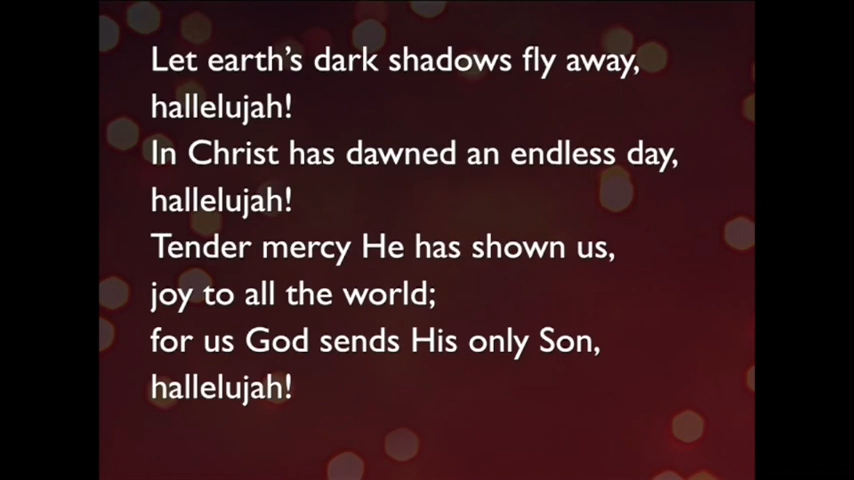 Let earth’s dark shadows fly away,
hallelujah!
In Christ has dawned an endless day,
hallelujah!
Tender mercy He has shown us,
joy to all the world;
for us God sends His only Son,
hallelujah!